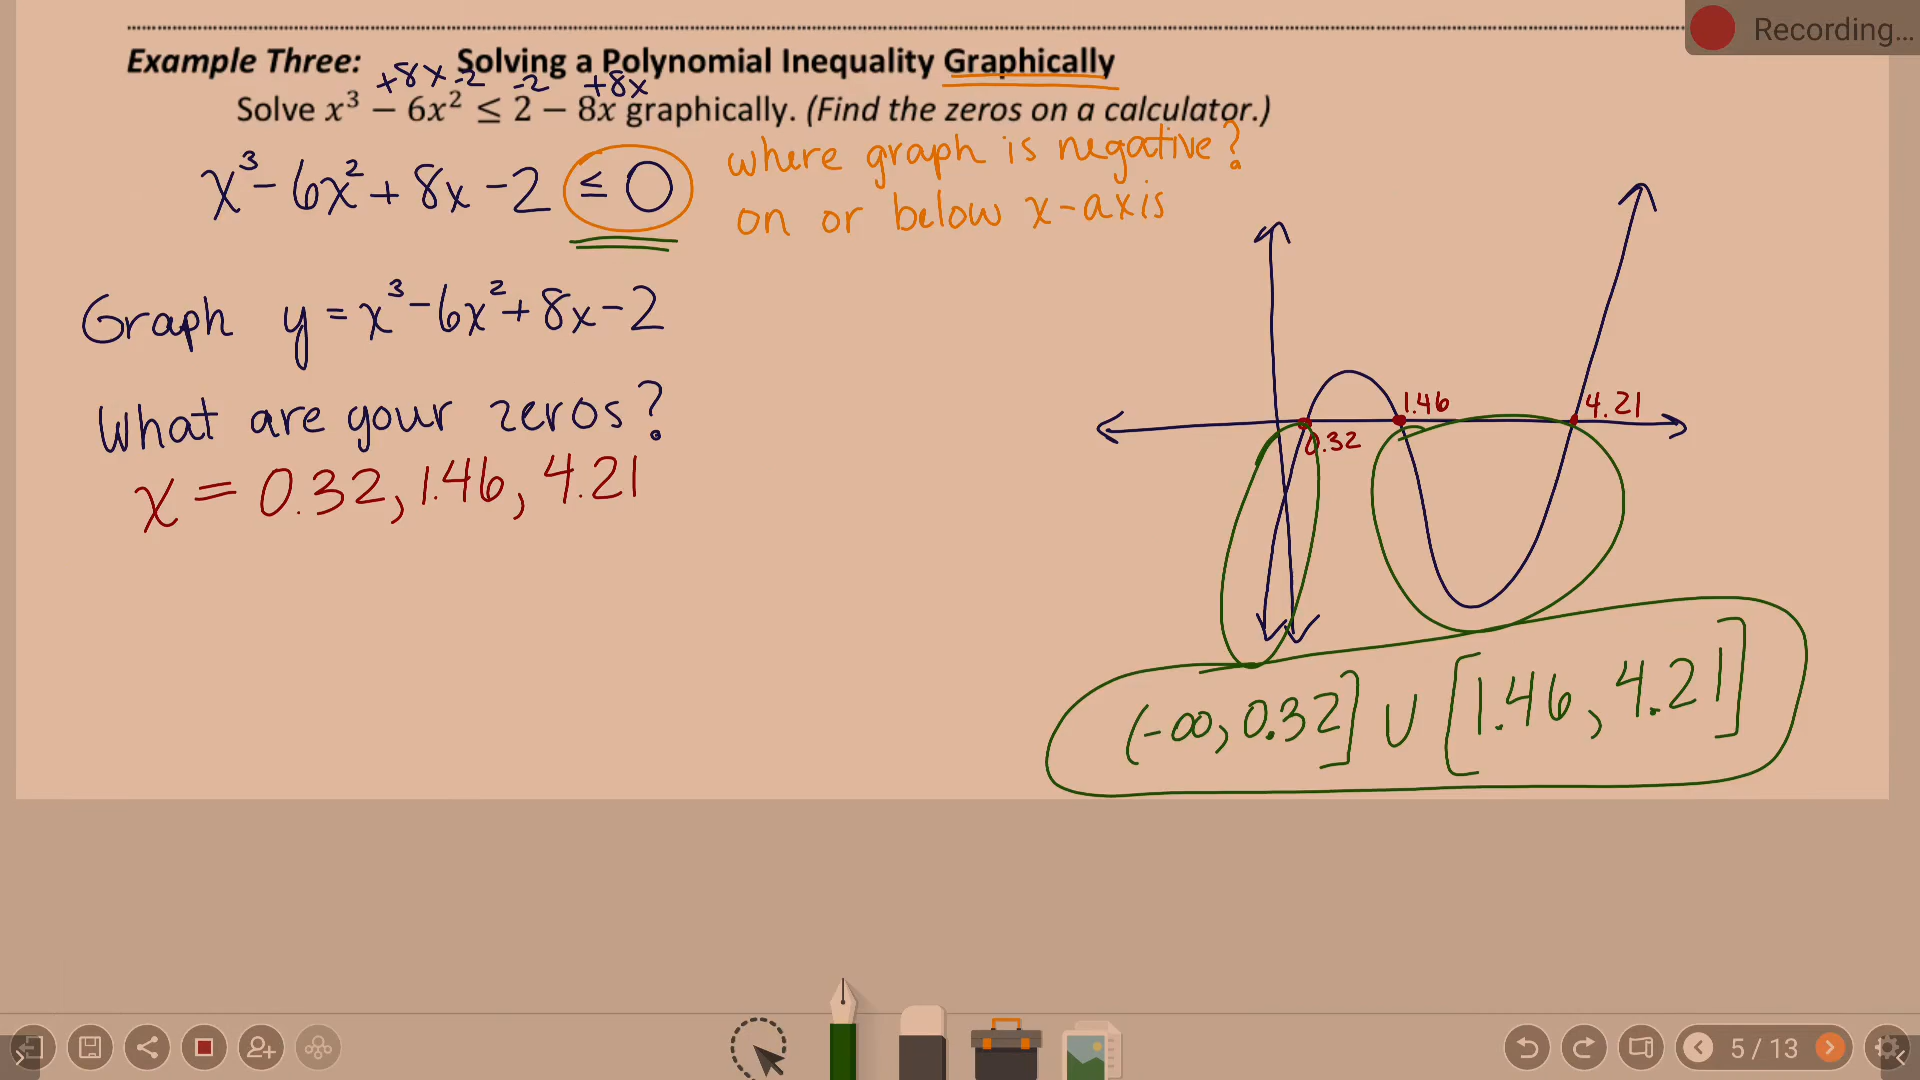 Recording...
Example Three: Solving a Polynomial Inequality Graphically
+8x -2 -2 +8x
Solve x³ − 6x² ≤ 2 − 8x graphically. (Find the zeros on a calculator.)
x³ - 6x² + 8x - 2 ≤ 0
where graph is negative?
on or below x-axis
Graph y = x³ - 6x² + 8x - 2
What are your zeros?
x = 0.32, 1.46, 4.21
1.46
4.21
0.32
(-∞, 0.32] ∪ [1.46, 4.21]
5 / 13